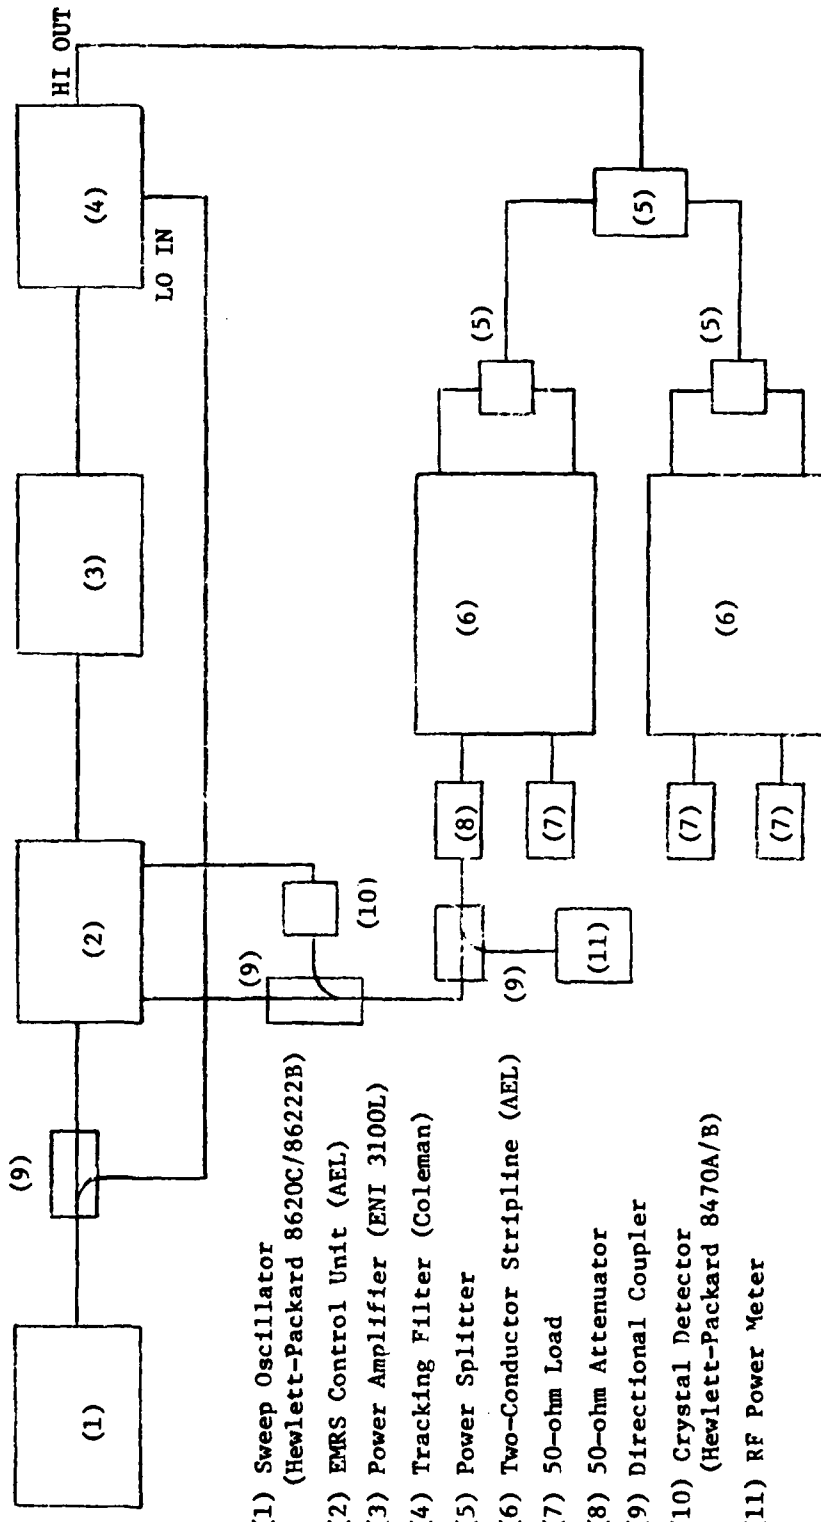 (9)
HI OUT
(1)
(2)
(3)
(4)
LO IN
(9)
(10)
(1) Sweep Oscillator
(Hewlett-Packard 8620C/86222B)
(2) EMRS Control Unit (AEL)
(3) Power Amplifier (ENI 3100L)
(4) Tracking Filter (Coleman)
(5) Power Splitter
(6) Two-Conductor Stripline (AEL)
(7) 50-ohm Load
(8) 50-ohm Attenuator
(9) Directional Coupler
(10) Crystal Detector
(Hewlett-Packard 8470A/B)
(11) RF Power Meter
(8)
(6)
(5)
(9)
(7)
(11)
(5)
(7)
(6)
(5)
(7)